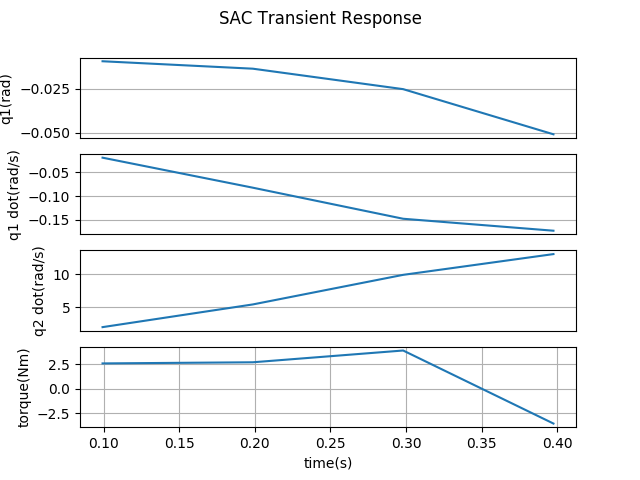 SAC Transient Response
q1(rad)
−0.025
−0.050
q1 dot(rad/s)
−0.05
−0.10
−0.15
q2 dot(rad/s)
10
5
torque(Nm)
2.5
0.0
−2.5
0.10 0.15 0.20 0.25 0.30 0.35 0.40
time(s)